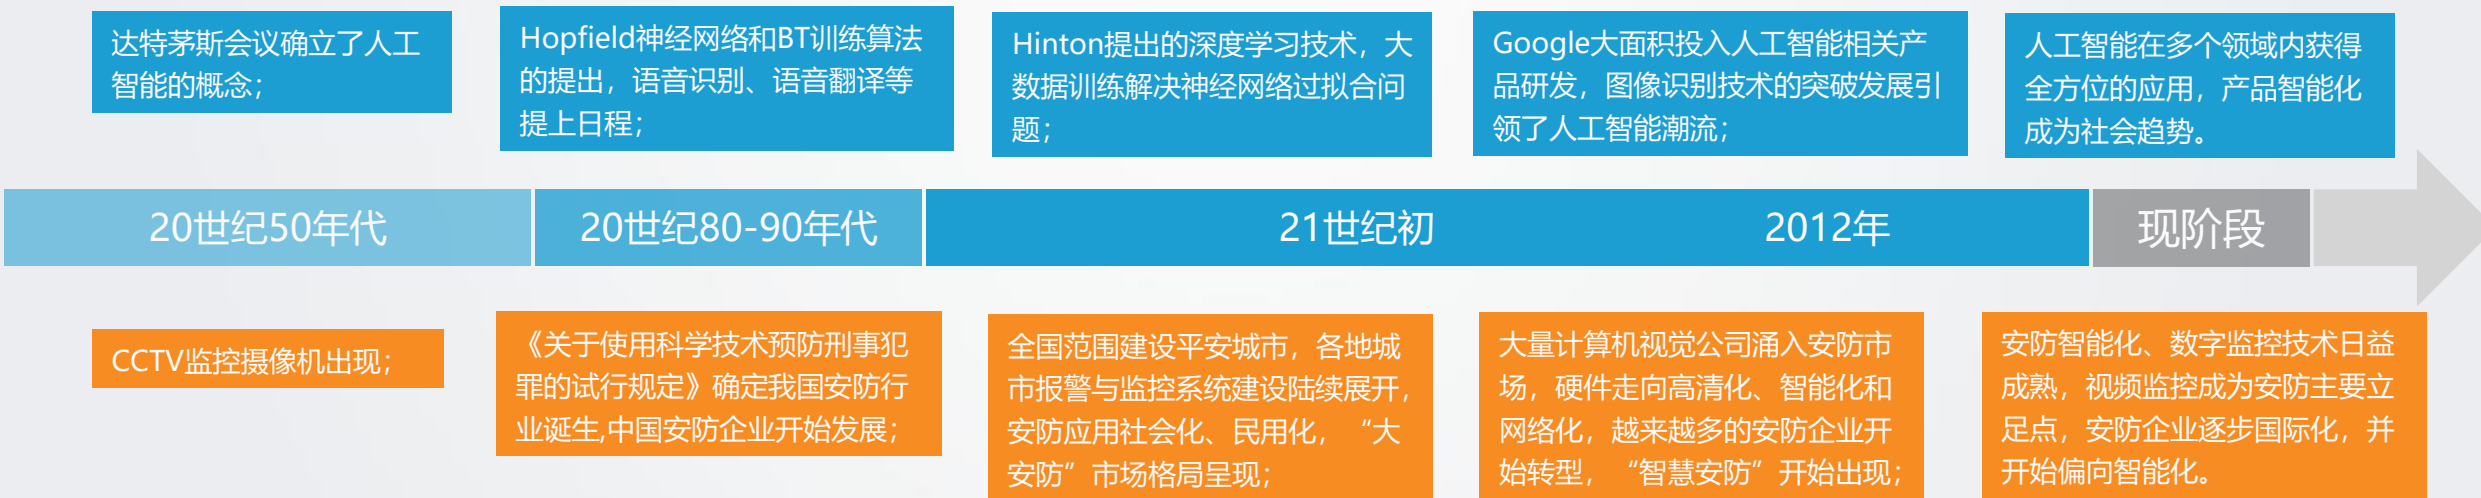 达特茅斯会议确立了人工
智能的概念；
Hopfield神经网络和BT训练算法
的提出，语音识别、语音翻译等
提上日程；
Hinton提出的深度学习技术，大
数据训练解决神经网络过拟合问
题；
Google大面积投入人工智能相关产
品研发，图像识别技术的突破发展引
领了人工智能潮流；
人工智能在多个领域内获得
全方位的应用，产品智能化
成为社会趋势。
20世纪50年代
20世纪80-90年代
21世纪初
2012年
现阶段
CCTV监控摄像机出现；
《关于使用科学技术预防刑事犯
罪的试行规定》确定我国安防行
业诞生,中国安防企业开始发展；
全国范围建设平安城市，各地城
市报警与监控系统建设陆续展开，
安防应用社会化、民用化，“大
安防”市场格局呈现；
大量计算机视觉公司涌入安防市
场，硬件走向高清化、智能化和
网络化，越来越多的安防企业开
始转型，“智慧安防”开始出现；
安防智能化、数字监控技术日益
成熟，视频监控成为安防主要立
足点，安防企业逐步国际化，并
开始偏向智能化。